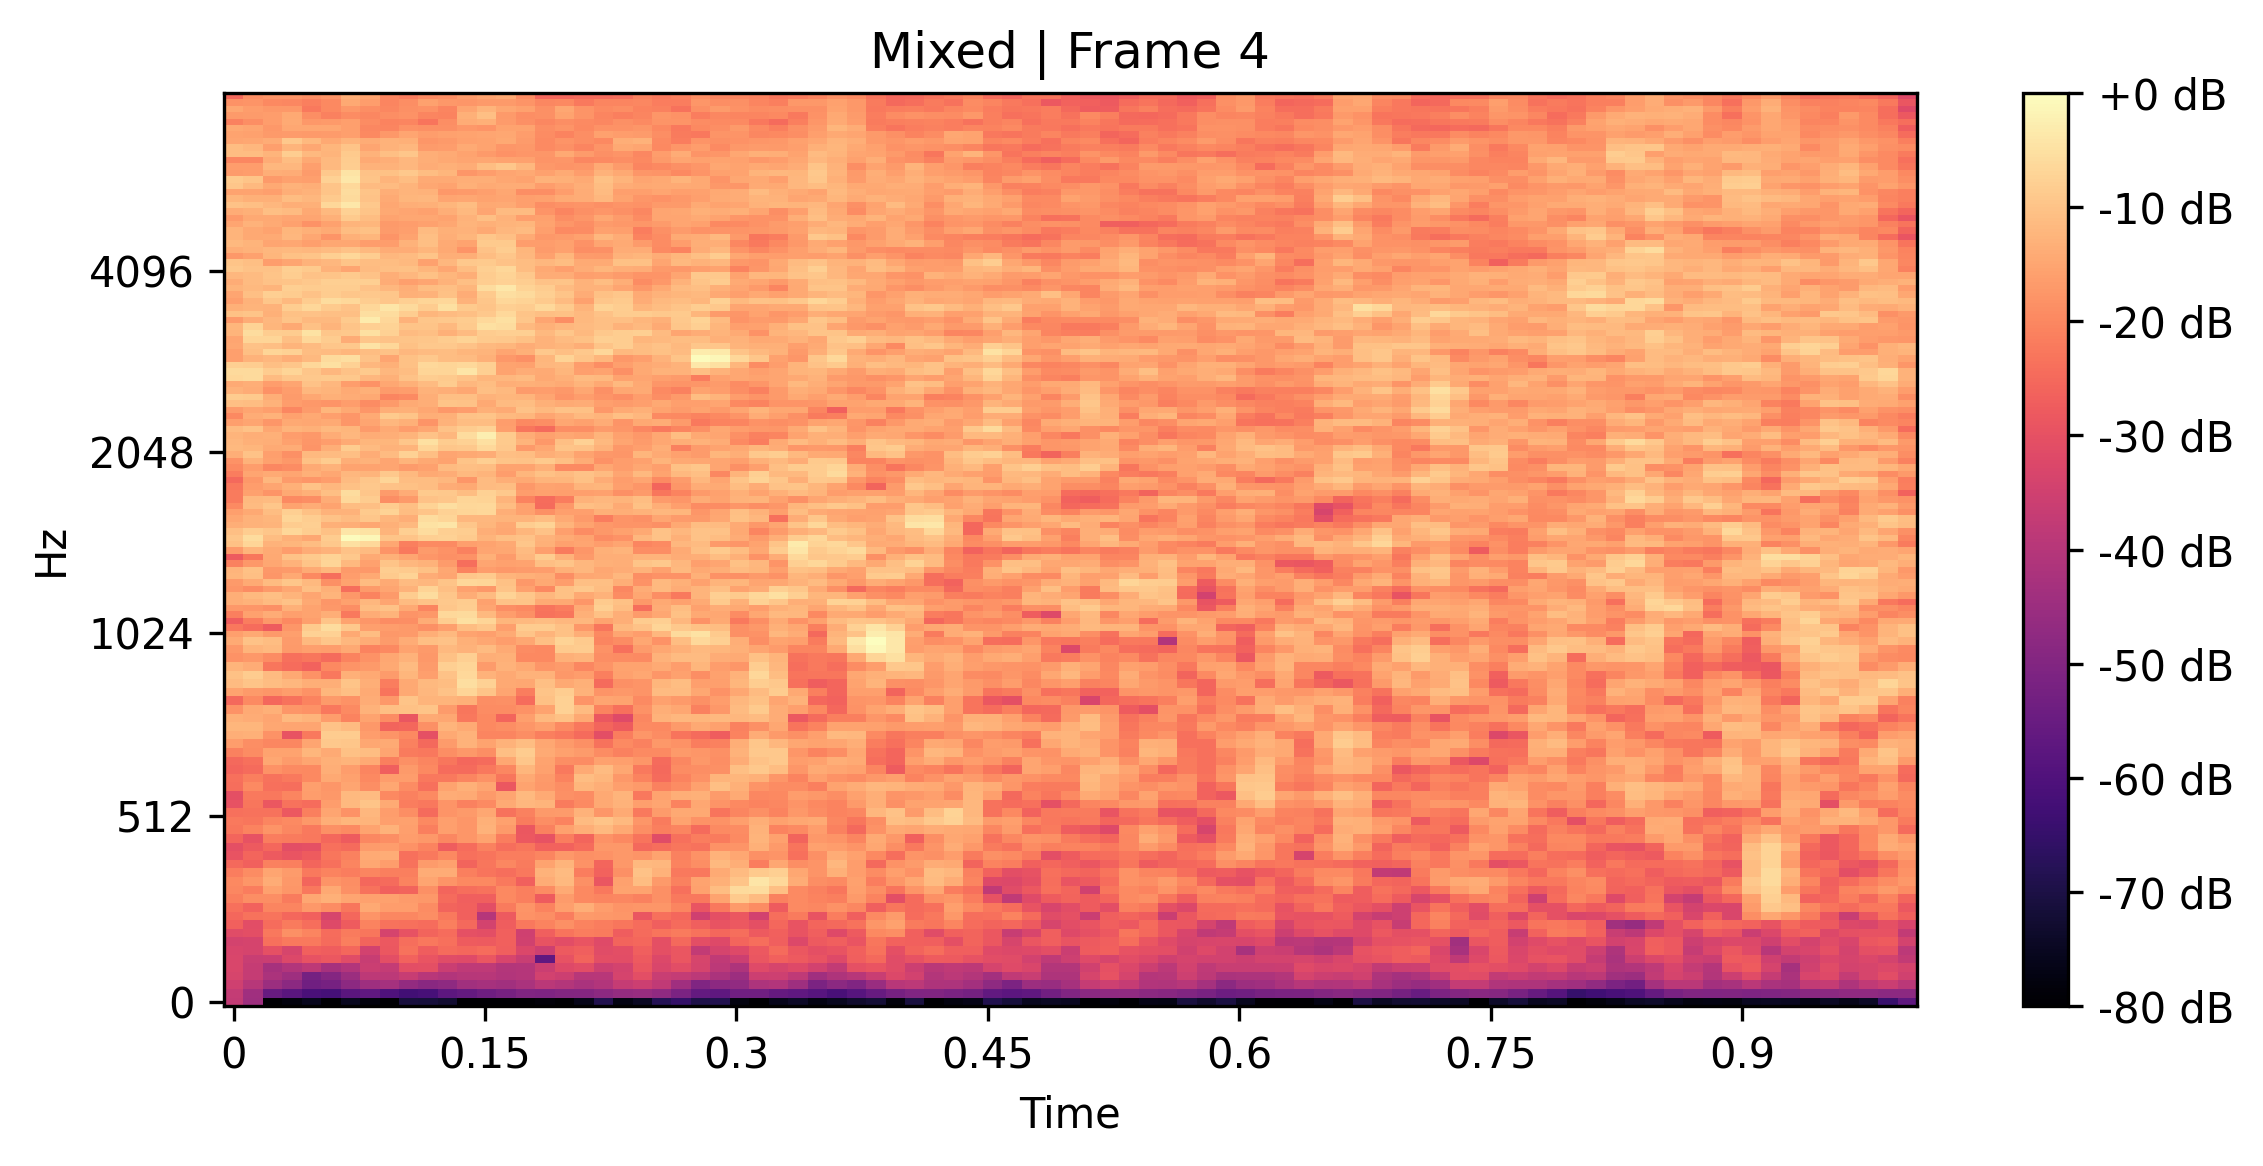 Mixed | Frame 4
+0 dB
-10 dB
-20 dB
-30 dB
-40 dB
-50 dB
-60 dB
-70 dB
-80 dB
4096
2048
1024
512
0
Hz
0 0.15 0.3 0.45 0.6 0.75 0.9
Time